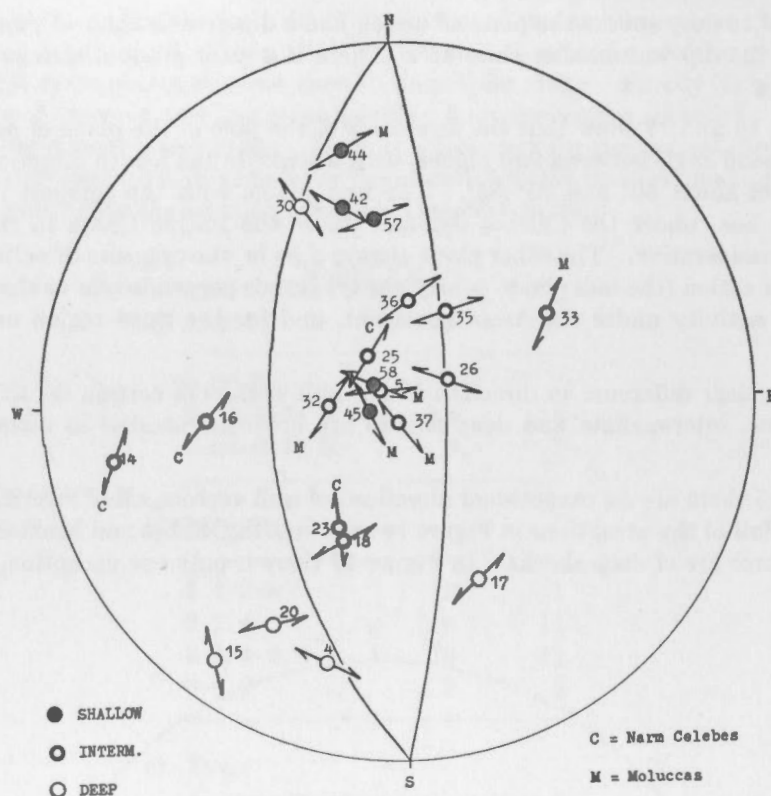 N
M
44
30
42
57
M
36
35
33
C
25
58
26
5
M
32
W
E
16
45
37
C
M
M
M
14
C
C
23
18
17
20
15
4
SHALLOW
INTERM.
C = Narm Celebes
M = Moluccas
S
DEEP